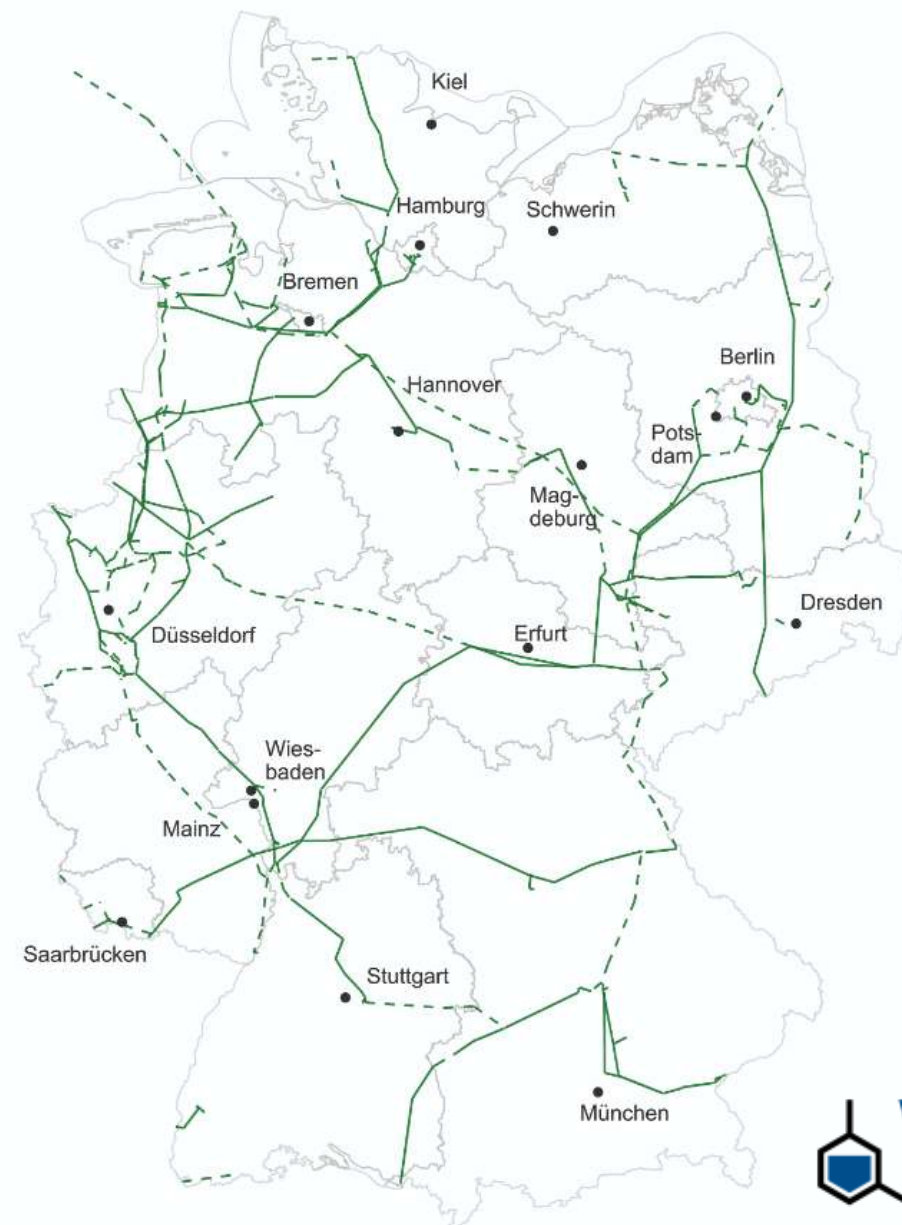 Kiel
Hamburg
Schwerin
Bremen
Berlin
Hannover
Pots-
dam
Mag-
deburg
Dresden
Düsseldorf
Erfurt
Wies-
baden
Mainz
Saarbrücken
Stuttgart
München